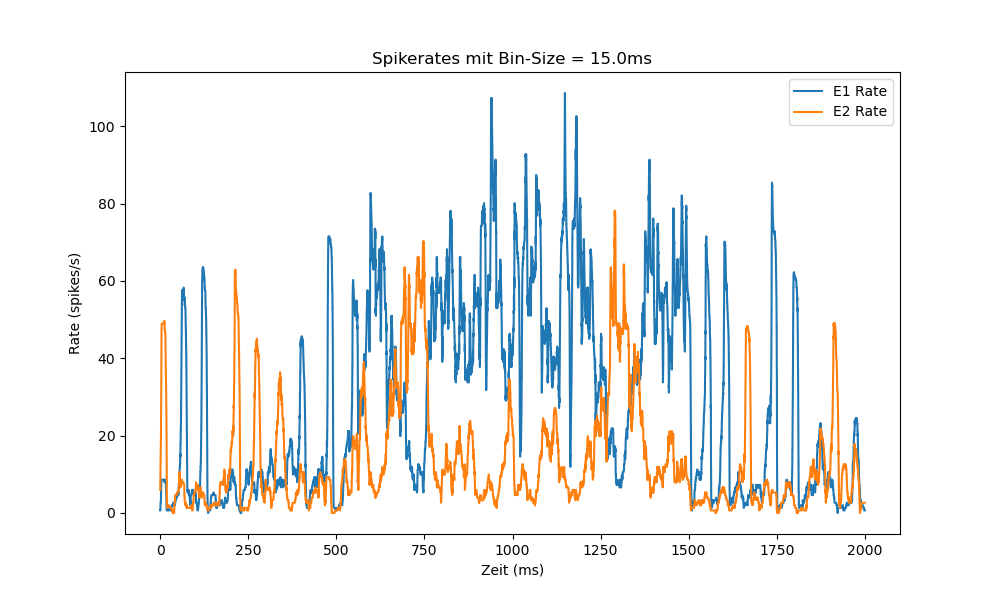 Spikerates mit Bin-Size = 15.0ms
E1 Rate
E2 Rate
100
80
60
40
20
0
Rate (spikes/s)
0 250 500 750 1000 1250 1500 1750 2000
Zeit (ms)